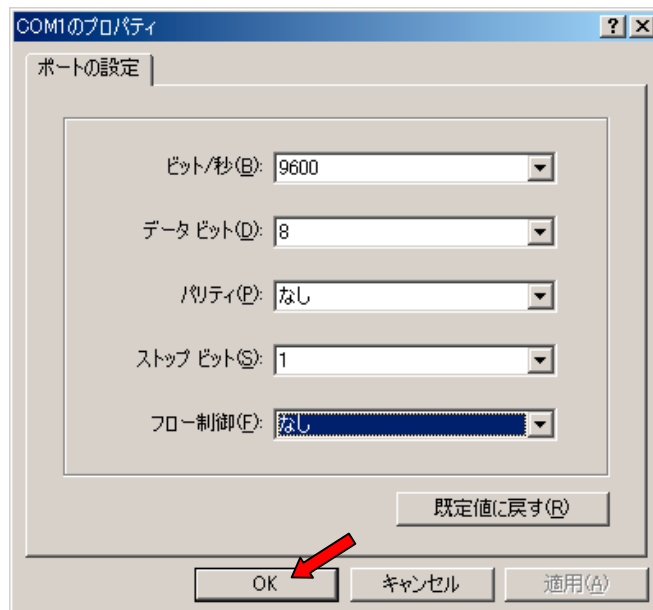 COM1のプロパティ
ポートの設定
ビット/秒(B): 9600
データ ビット(D): 8
パリティ(P): なし
ストップ ビット(S): 1
フロー制御(F): なし
既定値に戻す(R)
OK キャンセル 適用(A)